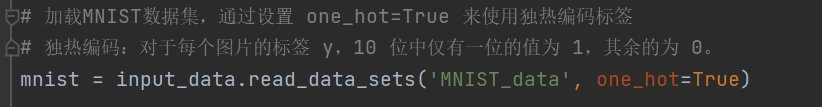 # 加载MNIST数据集，通过设置 one_hot=True 来使用独热编码标签
# 独热编码：对于每个图片的标签 y，10 位中仅有一位的值为 1，其余的为 0。
mnist = input_data.read_data_sets('MNIST_data', one_hot=True)